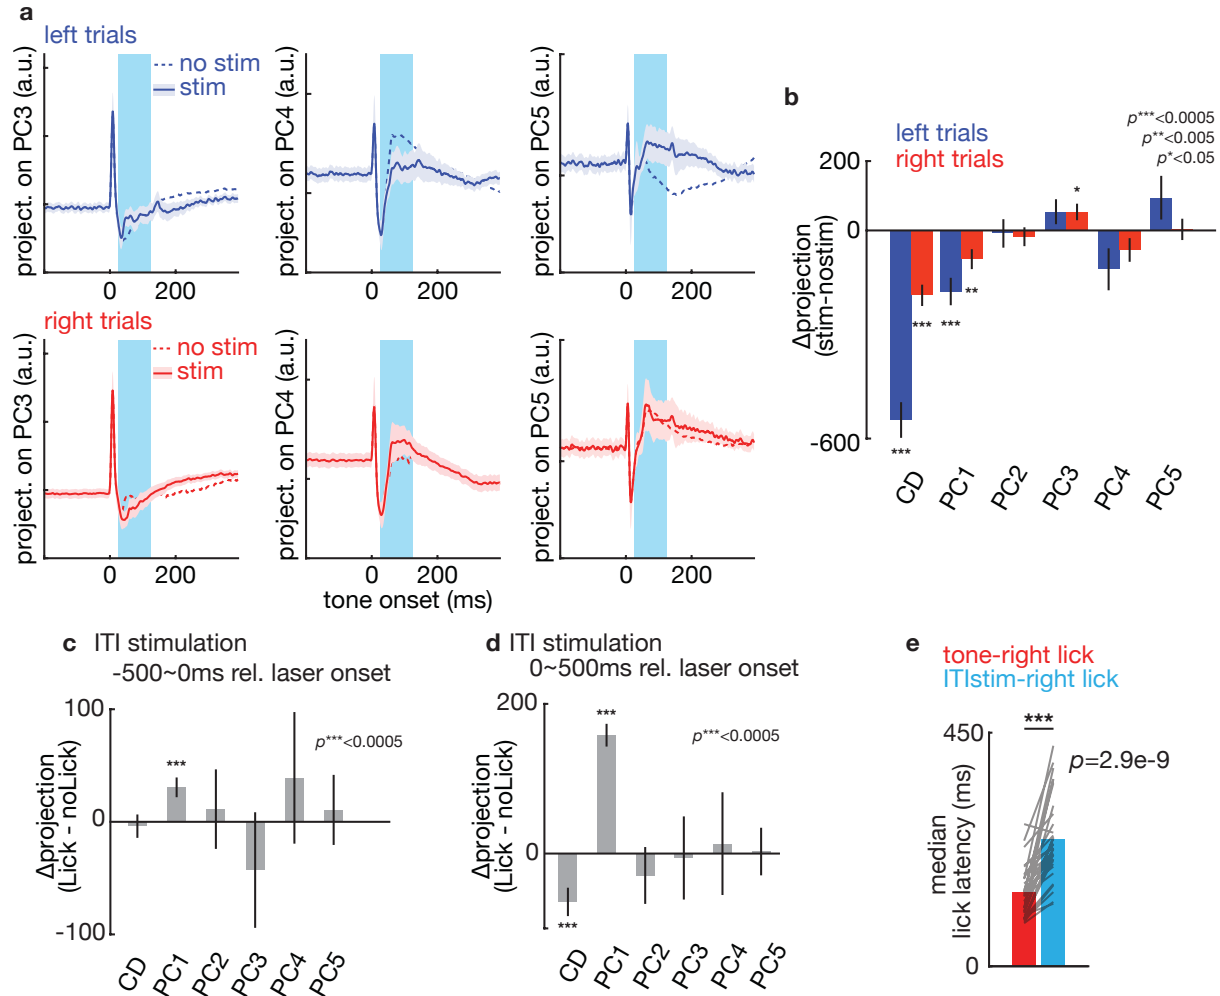 a
left trials
no stim
stim
project. on PC3 (a.u.)
project. on PC4 (a.u.)
project. on PC5 (a.u.)
0 200
0 200
0 200
right trials
no stim
stim
project. on PC3 (a.u.)
project. on PC4 (a.u.)
project. on PC5 (a.u.)
0 200
0 200
0 200
tone onset (ms)
b
left trials
right trials
p***<0.0005
p**<0.005
p*<0.05
200
0
-600
Δprojection
(stim-nostim)
***
***
***
**
*
CD PC1 PC2 PC3 PC4 PC5
c ITI stimulation
-500~0ms rel. laser onset
100
0
-100
Δprojection
(Lick - noLick)
***
p***<0.0005
CD PC1 PC2 PC3 PC4 PC5
d ITI stimulation
0~500ms rel. laser onset
200
0
Δprojection
(Lick - noLick)
***
***
p***<0.0005
CD PC1 PC2 PC3 PC4 PC5
e
tone-right lick
ITIstim-right lick
***
450
0
p=2.9e-9
median
lick latency (ms)